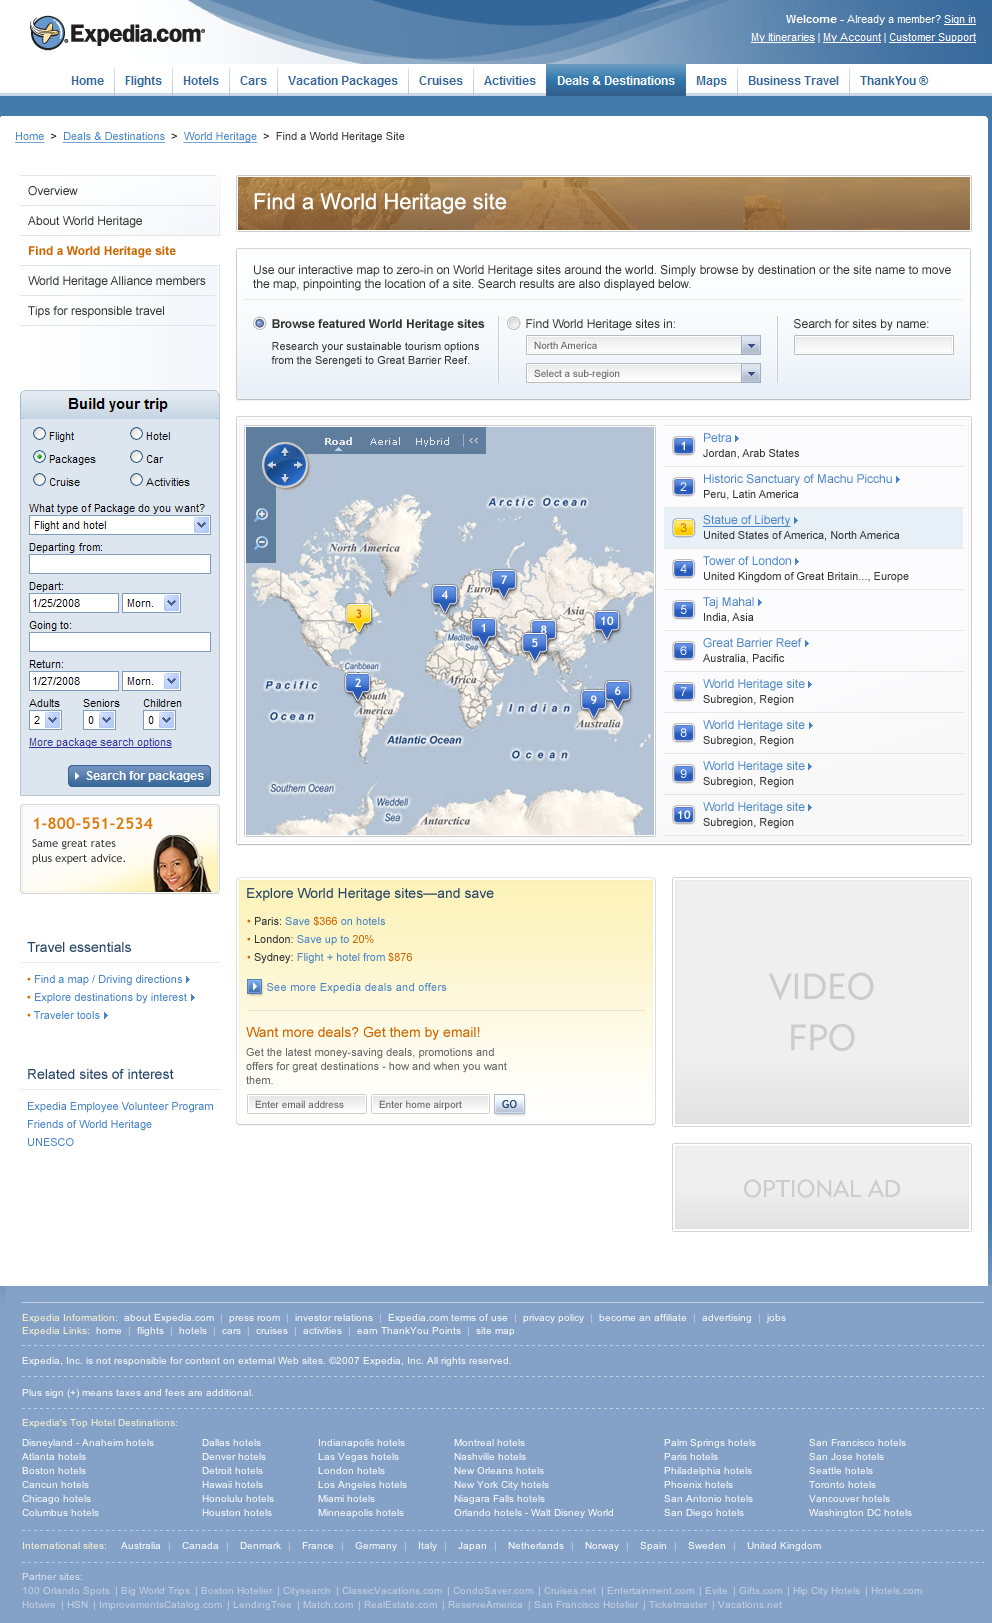 Expedia.com
Welcome - Already a member? Sign in
My Itineraries | My Account | Customer Support
Home Flights Hotels Cars Vacation Packages Cruises Activities Deals & Destinations Maps Business Travel ThankYou ®
Home > Deals & Destinations > World Heritage > Find a World Heritage Site
Overview
About World Heritage
Find a World Heritage site
World Heritage Alliance members
Tips for responsible travel
Build your trip
Flight Hotel
Packages Car
Cruise Activities
What type of Package do you want?
Flight and hotel
Departing from:
Depart:
1/25/2008 Morn.
Going to:
Return:
1/27/2008 Morn.
Adults Seniors Children
2 0 0
More package search options
Search for packages
1-800-551-2534
Same great rates
plus expert advice.
Travel essentials
• Find a map / Driving directions
• Explore destinations by interest
• Traveler tools
Related sites of interest
Expedia Employee Volunteer Program
Friends of World Heritage
UNESCO
Find a World Heritage site
Use our interactive map to zero-in on World Heritage sites around the world. Simply browse by destination or the site name to move
the map, pinpointing the location of a site. Search results are also displayed below.
Browse featured World Heritage sites
Research your sustainable tourism options
from the Serengeti to Great Barrier Reef.
Find World Heritage sites in:
North America
Select a sub-region
Search for sites by name:
Road Aerial Hybrid <<
Arctic Ocean
North America
7
4 Europe
3 Asia
1 8 10
Mediterr
Sea 5
Caribbean
2 Africa
Pacific South 9 6
America Indian
Ocean Australia
Atlantic Ocean
Ocean
Southern Ocean
Weddell
Sea
Antarctica
1 Petra
Jordan, Arab States
2 Historic Sanctuary of Machu Picchu
Peru, Latin America
3 Statue of Liberty
United States of America, North America
4 Tower of London
United Kingdom of Great Britain..., Europe
5 Taj Mahal
India, Asia
6 Great Barrier Reef
Australia, Pacific
7 World Heritage site
Subregion, Region
8 World Heritage site
Subregion, Region
9 World Heritage site
Subregion, Region
10 World Heritage site
Subregion, Region
Explore World Heritage sites—and save
• Paris: Save $366 on hotels
• London: Save up to 20%
• Sydney: Flight + hotel from $876
See more Expedia deals and offers
Want more deals? Get them by email!
Get the latest money-saving deals, promotions and
offers for great destinations - how and when you want
them.
Enter email address Enter home airport GO
VIDEO
FPO
OPTIONAL AD
Expedia Information: about Expedia.com | press room | investor relations | Expedia.com terms of use | privacy policy | become an affiliate | advertising | jobs
Expedia Links: home | flights | hotels | cars | cruises | activities | earn ThankYou Points | site map
Expedia, Inc. is not responsible for content on external Web sites. ©2007 Expedia, Inc. All rights reserved.
Plus sign (+) means taxes and fees are additional.
Expedia's Top Hotel Destinations:
Disneyland - Anaheim hotels Dallas hotels Indianapolis hotels Montreal hotels Palm Springs hotels San Francisco hotels
Atlanta hotels Denver hotels Las Vegas hotels Nashville hotels Paris hotels San Jose hotels
Boston hotels Detroit hotels London hotels New Orleans hotels Philadelphia hotels Seattle hotels
Cancun hotels Hawaii hotels Los Angeles hotels New York City hotels Phoenix hotels Toronto hotels
Chicago hotels Honolulu hotels Miami hotels Niagara Falls hotels San Antonio hotels Vancouver hotels
Columbus hotels Houston hotels Minneapolis hotels Orlando hotels - Walt Disney World San Diego hotels Washington DC hotels
International sites: Australia | Canada | Denmark | France | Germany | Italy | Japan | Netherlands | Norway | Spain | Sweden | United Kingdom
Partner sites:
100 Orlando Spots | Big World Trips | Boston Hotelier | Citysearch | ClassicVacations.com | CondoSaver.com | Cruises.net | Entertainment.com | Evite | Gifts.com | Hip City Hotels | Hotels.com
Hotwire | HSN | ImprovementsCatalog.com | LendingTree | Match.com | RealEstate.com | ReserveAmerica | San Francisco Hotelier | Ticketmaster | Vacations.net